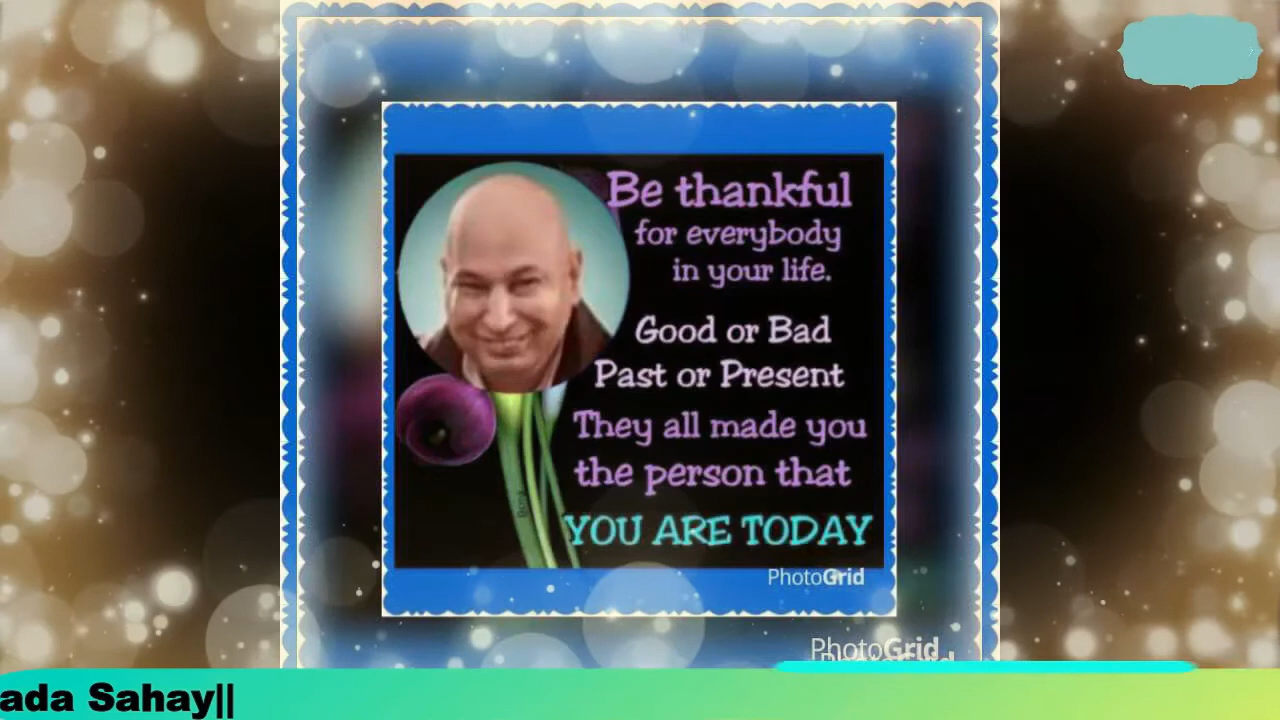 Be thankful
for everybody
in your life.
Good or Bad
Past or Present
They all made you
the person that
YOU ARE TODAY
PhotoGrid
PhotoGrid
ada Sahay||